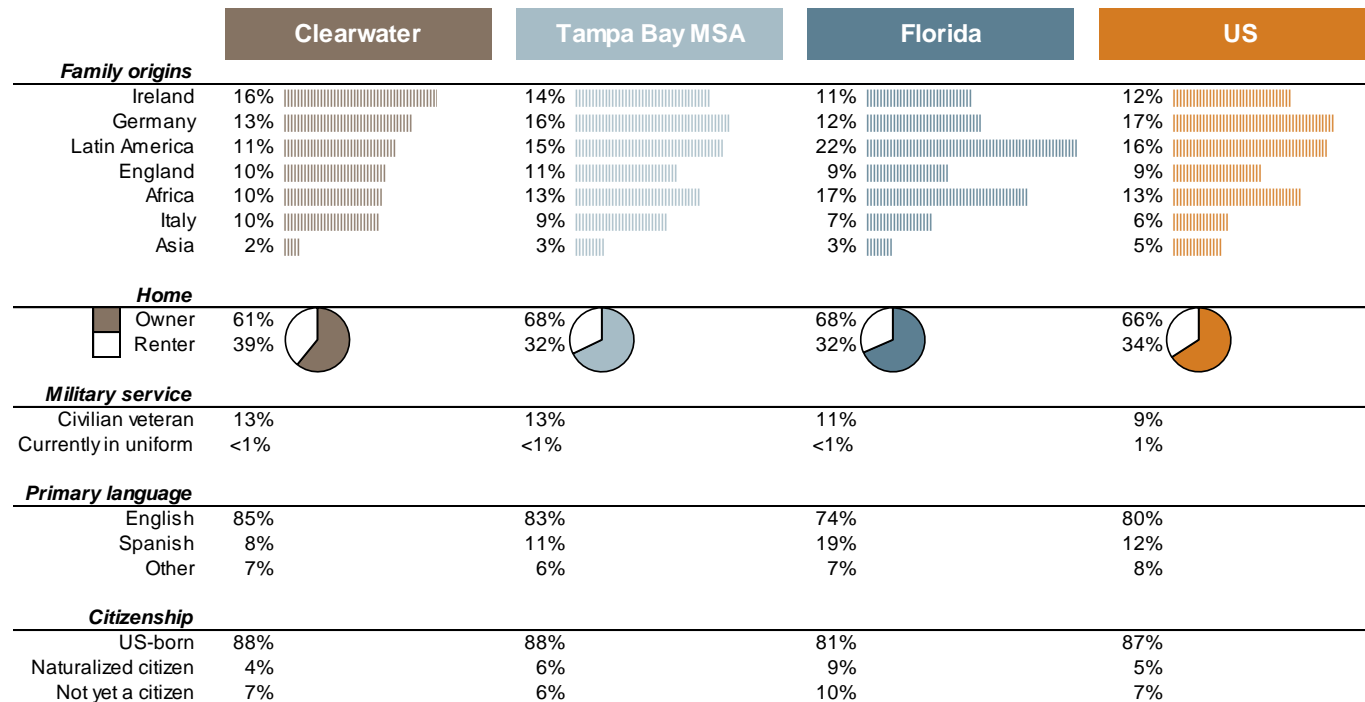 Clearwater Tampa Bay MSA Florida US
Family origins
Ireland 16% 14% 11% 12%
Germany 13% 16% 12% 17%
Latin America 11% 15% 22% 16%
England 10% 11% 9% 9%
Africa 10% 13% 17% 13%
Italy 10% 9% 7% 6%
Asia 2% 3% 3% 5%
Home
Owner 61% 68% 68% 66%
Renter 39% 32% 32% 34%
Military service
Civilian veteran 13% 13% 11% 9%
Currently in uniform <1% <1% <1% 1%
Primary language
English 85% 83% 74% 80%
Spanish 8% 11% 19% 12%
Other 7% 6% 7% 8%
Citizenship
US-born 88% 88% 81% 87%
Naturalized citizen 4% 6% 9% 5%
Not yet a citizen 7% 6% 10% 7%